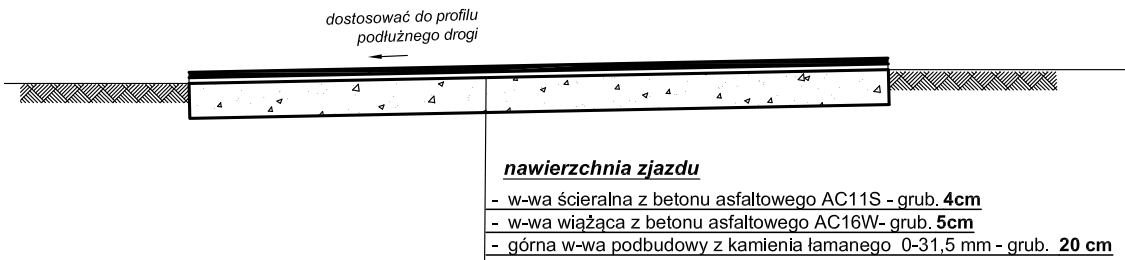 dostosować do profilu
podłużnego drogi
nawierzchnia zjazdu
- w-wa ścieralna z betonu asfaltowego AC11S - grub. 4cm
- w-wa wiążąca z betonu asfaltowego AC16W- grub. 5cm
- górna w-wa podbudowy z kamienia łamanego 0-31,5 mm - grub. 20 cm